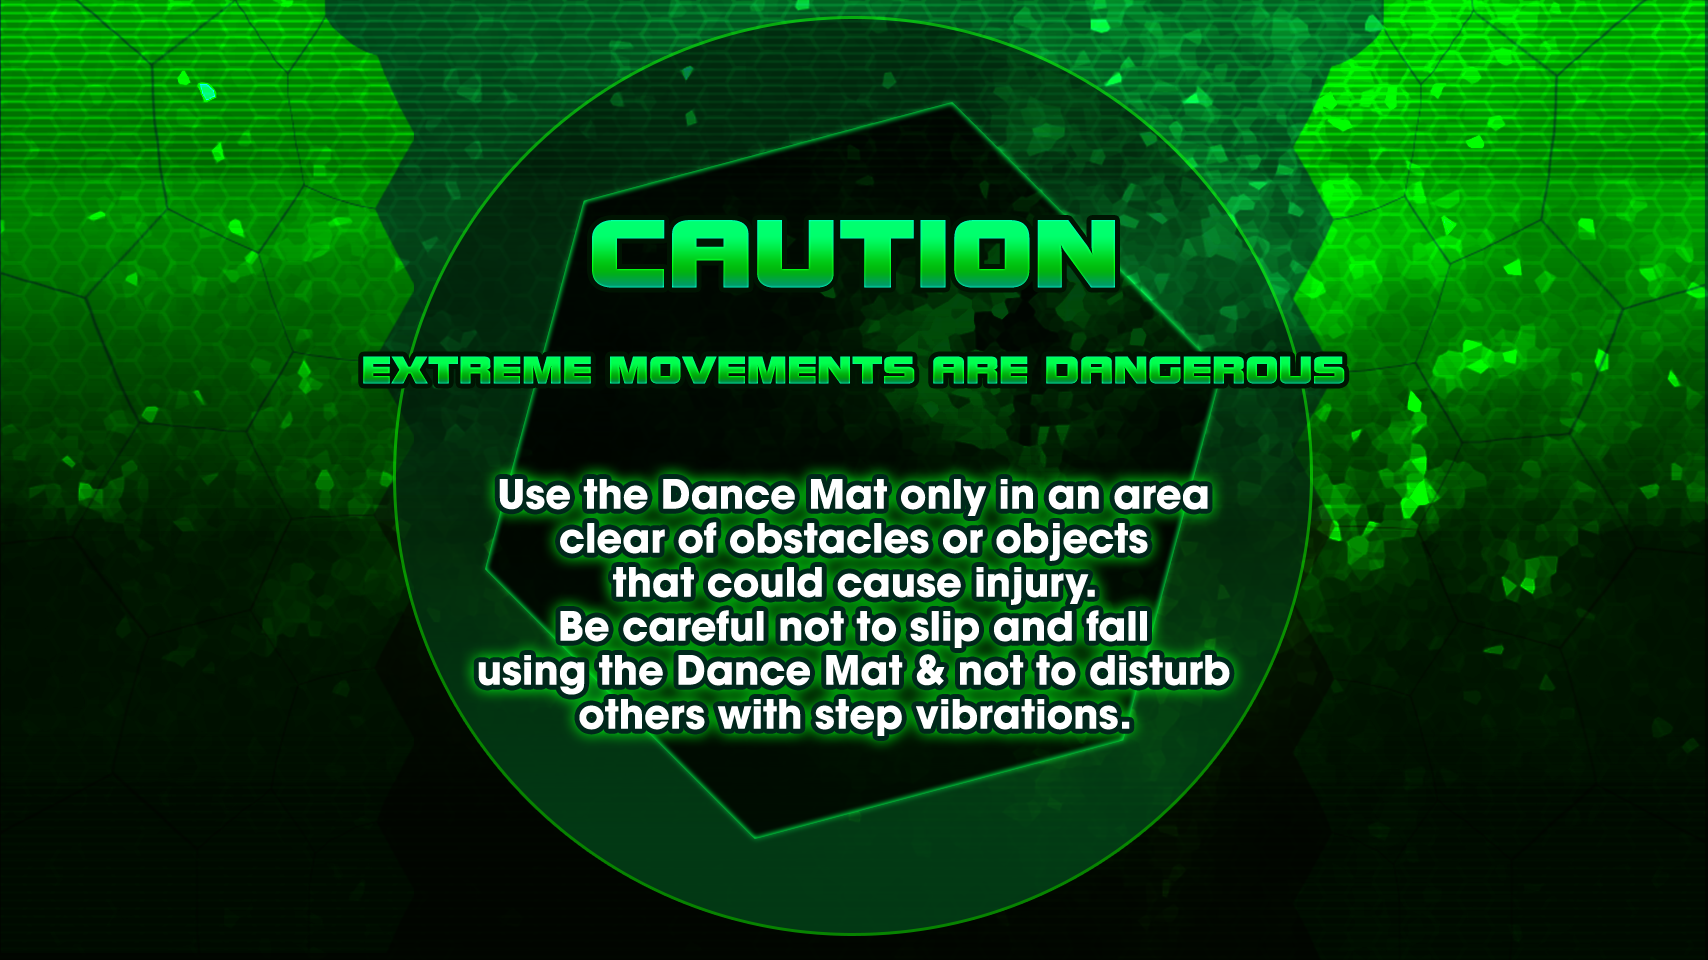 CAUTION
EXTREME MOVEMENTS ARE DANGEROUS
Use the Dance Mat only in an area
clear of obstacles or objects
that could cause injury.
Be careful not to slip and fall
using the Dance Mat & not to disturb
others with step vibrations.